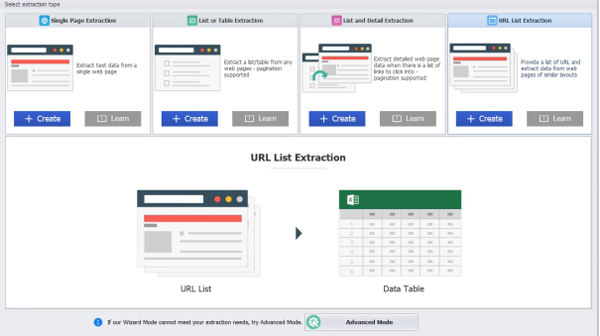 Select extraction type
Single Page Extraction
Extract text data from a single web page
+ Create
Learn
List or Table Extraction
Extract a list/table from any web pages - pagination supported
+ Create
Learn
List and Detail Extraction
Extract detailed web page data when there is a list of links to click into - pagination supported
+ Create
Learn
URL List Extraction
Provide a list of URL and extract data from web pages of similar layouts
+ Create
Learn
URL List Extraction
URL List
Data Table
If our Wizard Mode cannot meet your extraction needs, try Advanced Mode.
Advanced Mode